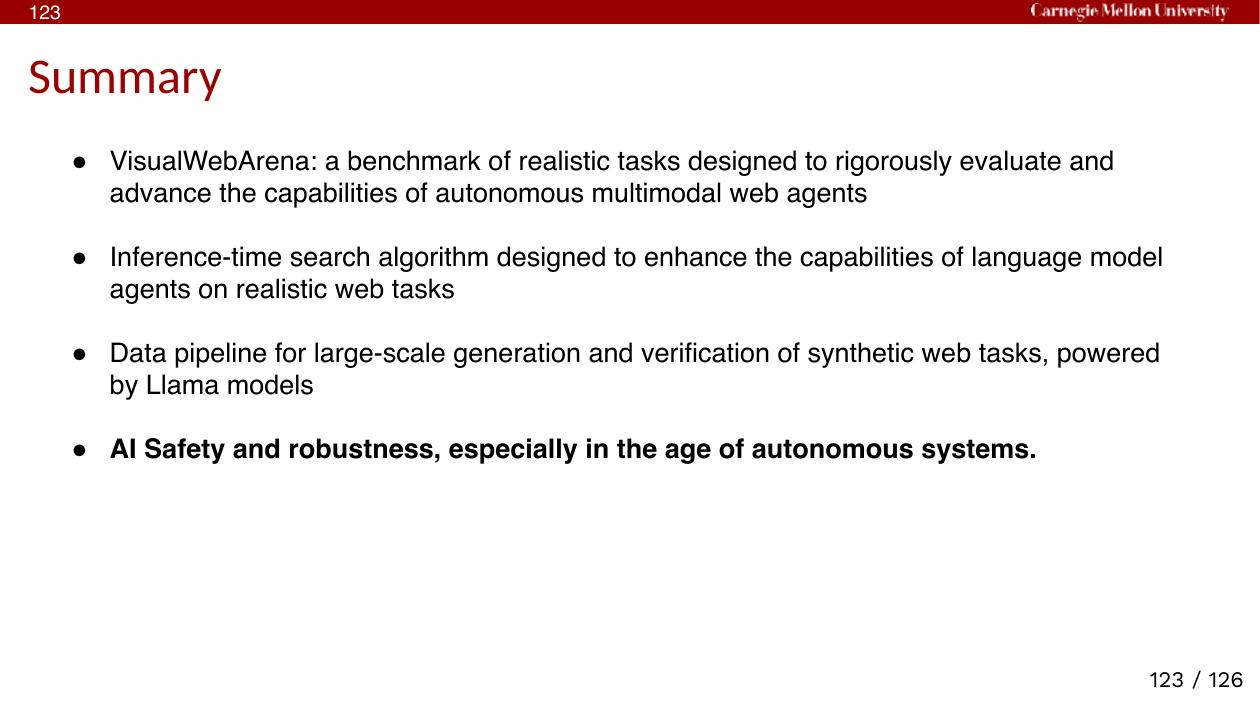 123
Carnegie Mellon University
Summary
● VisualWebArena: a benchmark of realistic tasks designed to rigorously evaluate and
advance the capabilities of autonomous multimodal web agents
● Inference-time search algorithm designed to enhance the capabilities of language model
agents on realistic web tasks
● Data pipeline for large-scale generation and verification of synthetic web tasks, powered
by Llama models
● AI Safety and robustness, especially in the age of autonomous systems.
123 / 126